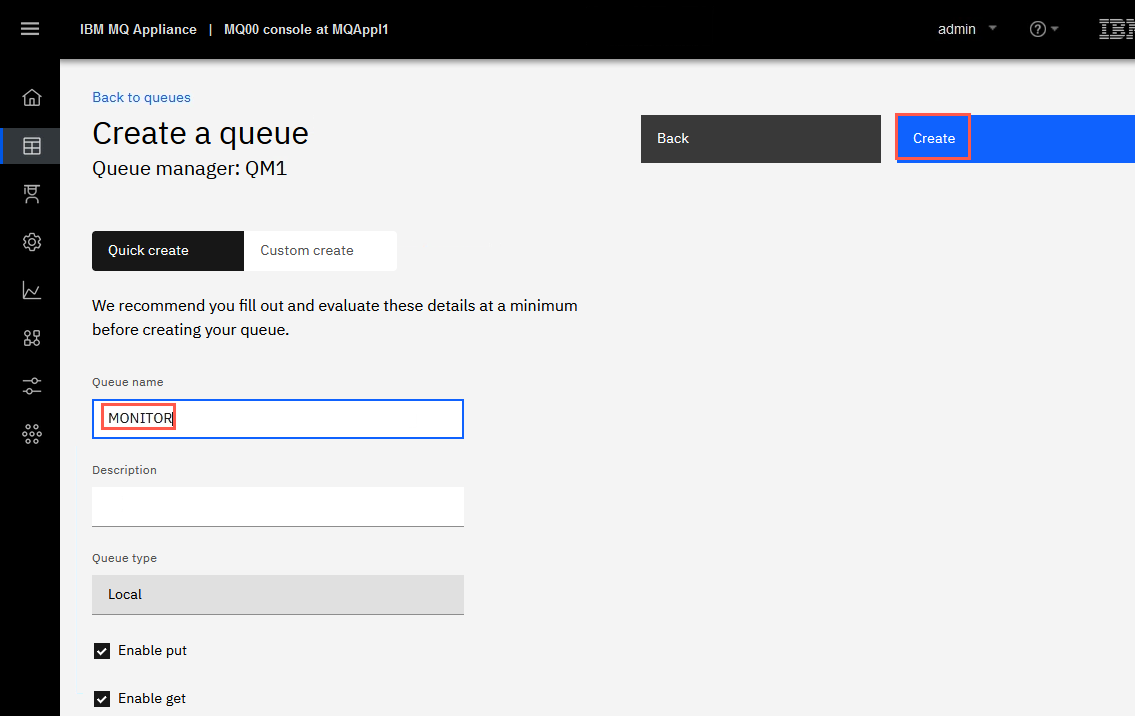 IBM MQ Appliance | MQ00 console at MQAppl1
admin
IBM
Back to queues
Create a queue
Queue manager: QM1
Back
Create
Quick create
Custom create
We recommend you fill out and evaluate these details at a minimum
before creating your queue.
Queue name
MONITOR
Description
Queue type
Local
Enable put
Enable get